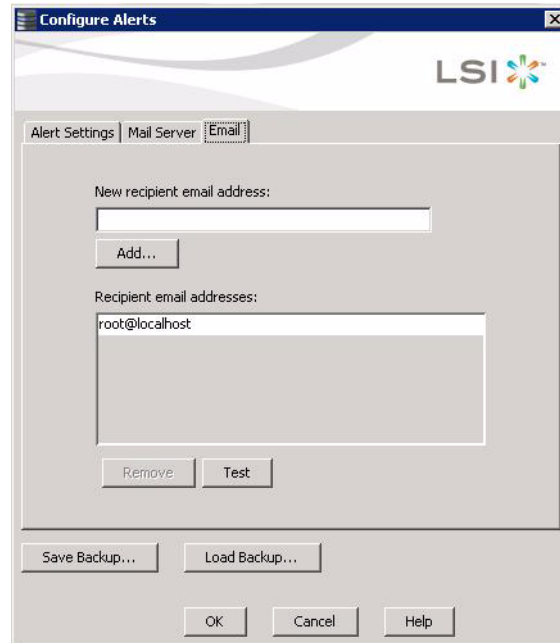 Configure Alerts
LSI
Alert Settings Mail Server Email
New recipient email address:
Add...
Recipient email addresses:
root@localhost
Remove Test
Save Backup... Load Backup...
OK Cancel Help